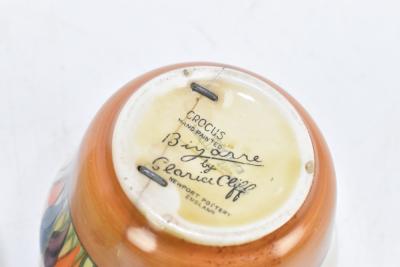 CROCUS
HAND PAINTED
Bizarre
by
Clarice Cliff
NEWPORT POTTERY
ENGLAND